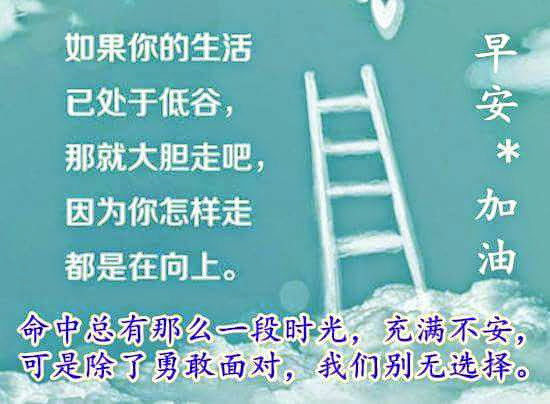 如果你的生活
已处于低谷，
那就大胆走吧，
因为你怎样走
都是在向上。
早安*加油
命中总有那么一段时光，充满不安，
可是除了勇敢面对，我们别无选择。